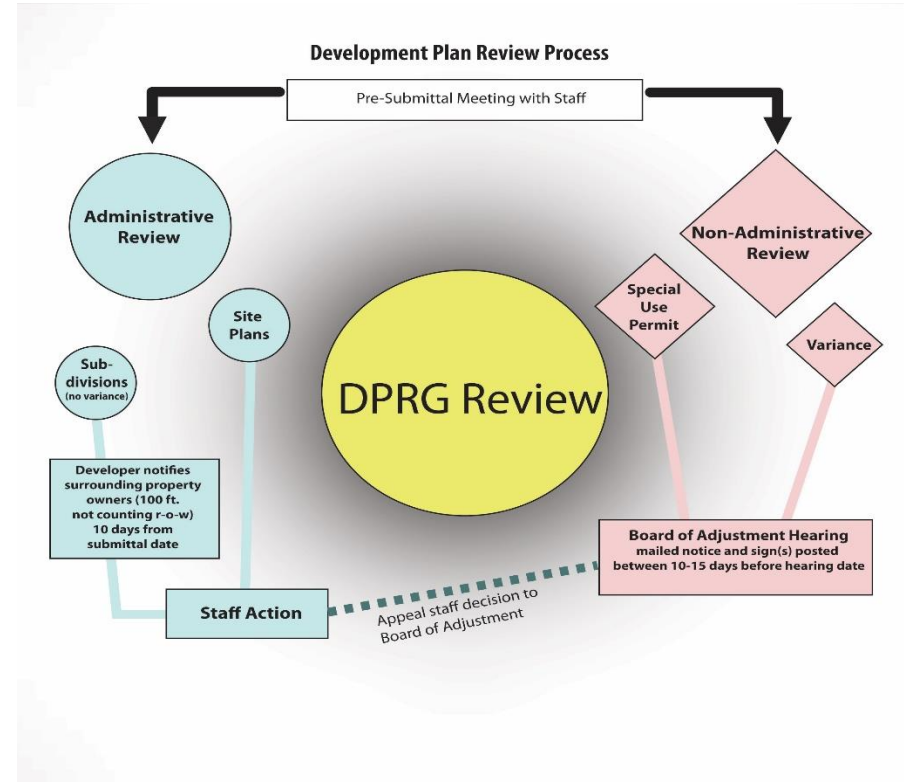 Development Plan Review Process
Pre-Submittal Meeting with Staff
Administrative
Review
Non-Administrative
Review
Site
Plans
Special
Use
Permit
Sub-
divisions
(no variance)
Variance
DPRG Review
Developer notifies
surrounding property
owners (100 ft.
not counting r-o-w)
10 days from
submittal date
Board of Adjustment Hearing
mailed notice and sign(s) posted
between 10-15 days before hearing date
Staff Action
Appeal staff decision to
Board of Adjustment